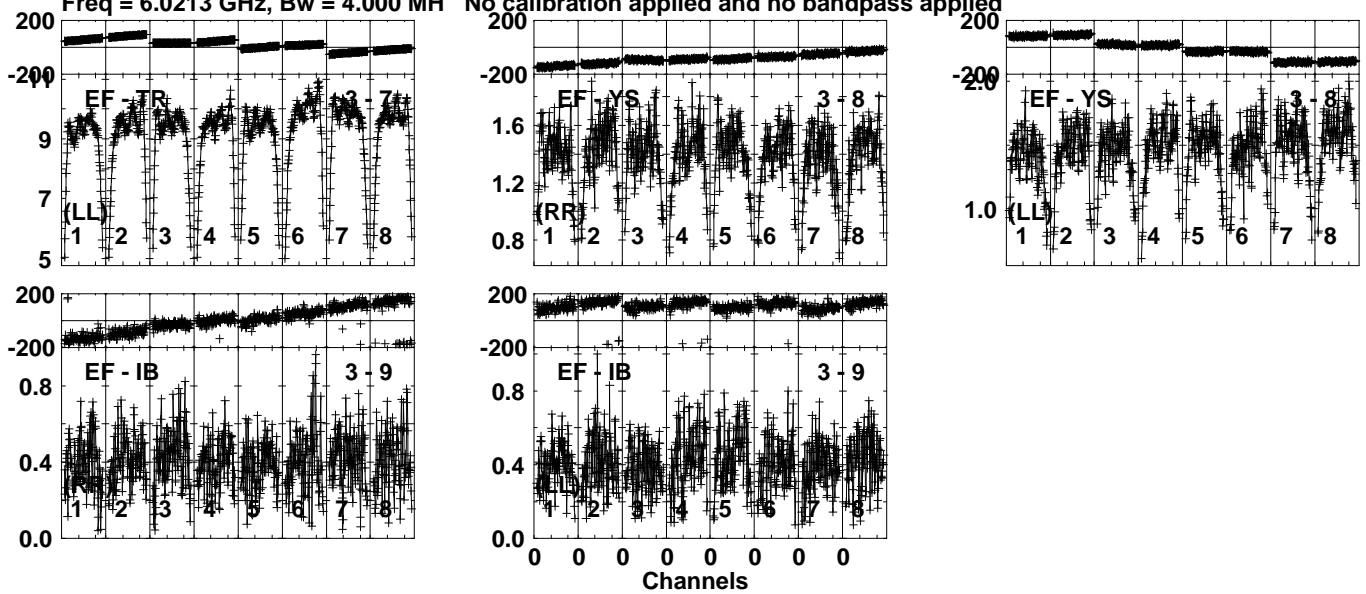 Freq = 6.0213 GHz, Bw = 4.000 MH No calibration applied and no bandpass applied
200
-200
11
9
7
5
EF - TR 3 - 7
(LL)
1 2 3 4 5 6 7 8
200
-200
1.6
1.2
0.8
EF - YS 3 - 8
(RR)
1 2 3 4 5 6 7 8
200
-200
2.0
1.0
EF - YS 3 - 8
(LL)
1 2 3 4 5 6 7 8
200
-200
0.8
0.4
0.0
EF - IB 3 - 9
(RR)
1 2 3 4 5 6 7 8
200
-200
0.8
0.4
0.0
EF - IB 3 - 9
(LL)
1 2 3 4 5 6 7 8
0 0 0 0 0 0 0 0
Channels